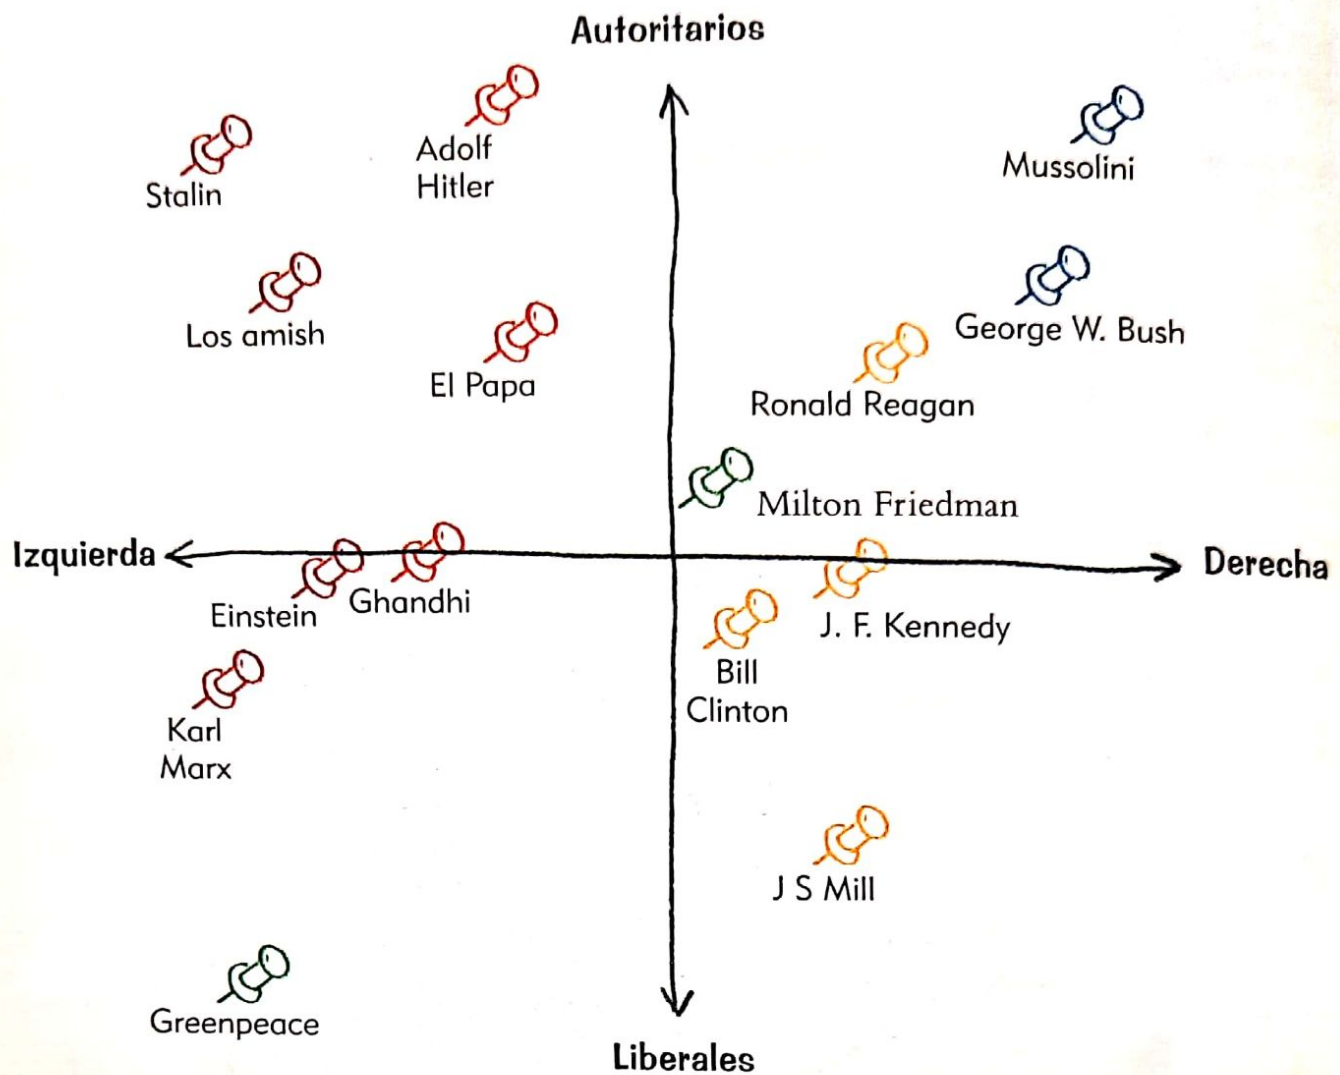 Autoritarios
Adolf
Hitler
Stalin
Mussolini
Los amish
El Papa
George W. Bush
Ronald Reagan
Milton Friedman
Izquierda
Derecha
Einstein
Ghandhi
J. F. Kennedy
Bill
Clinton
Karl
Marx
J S Mill
Greenpeace
Liberales